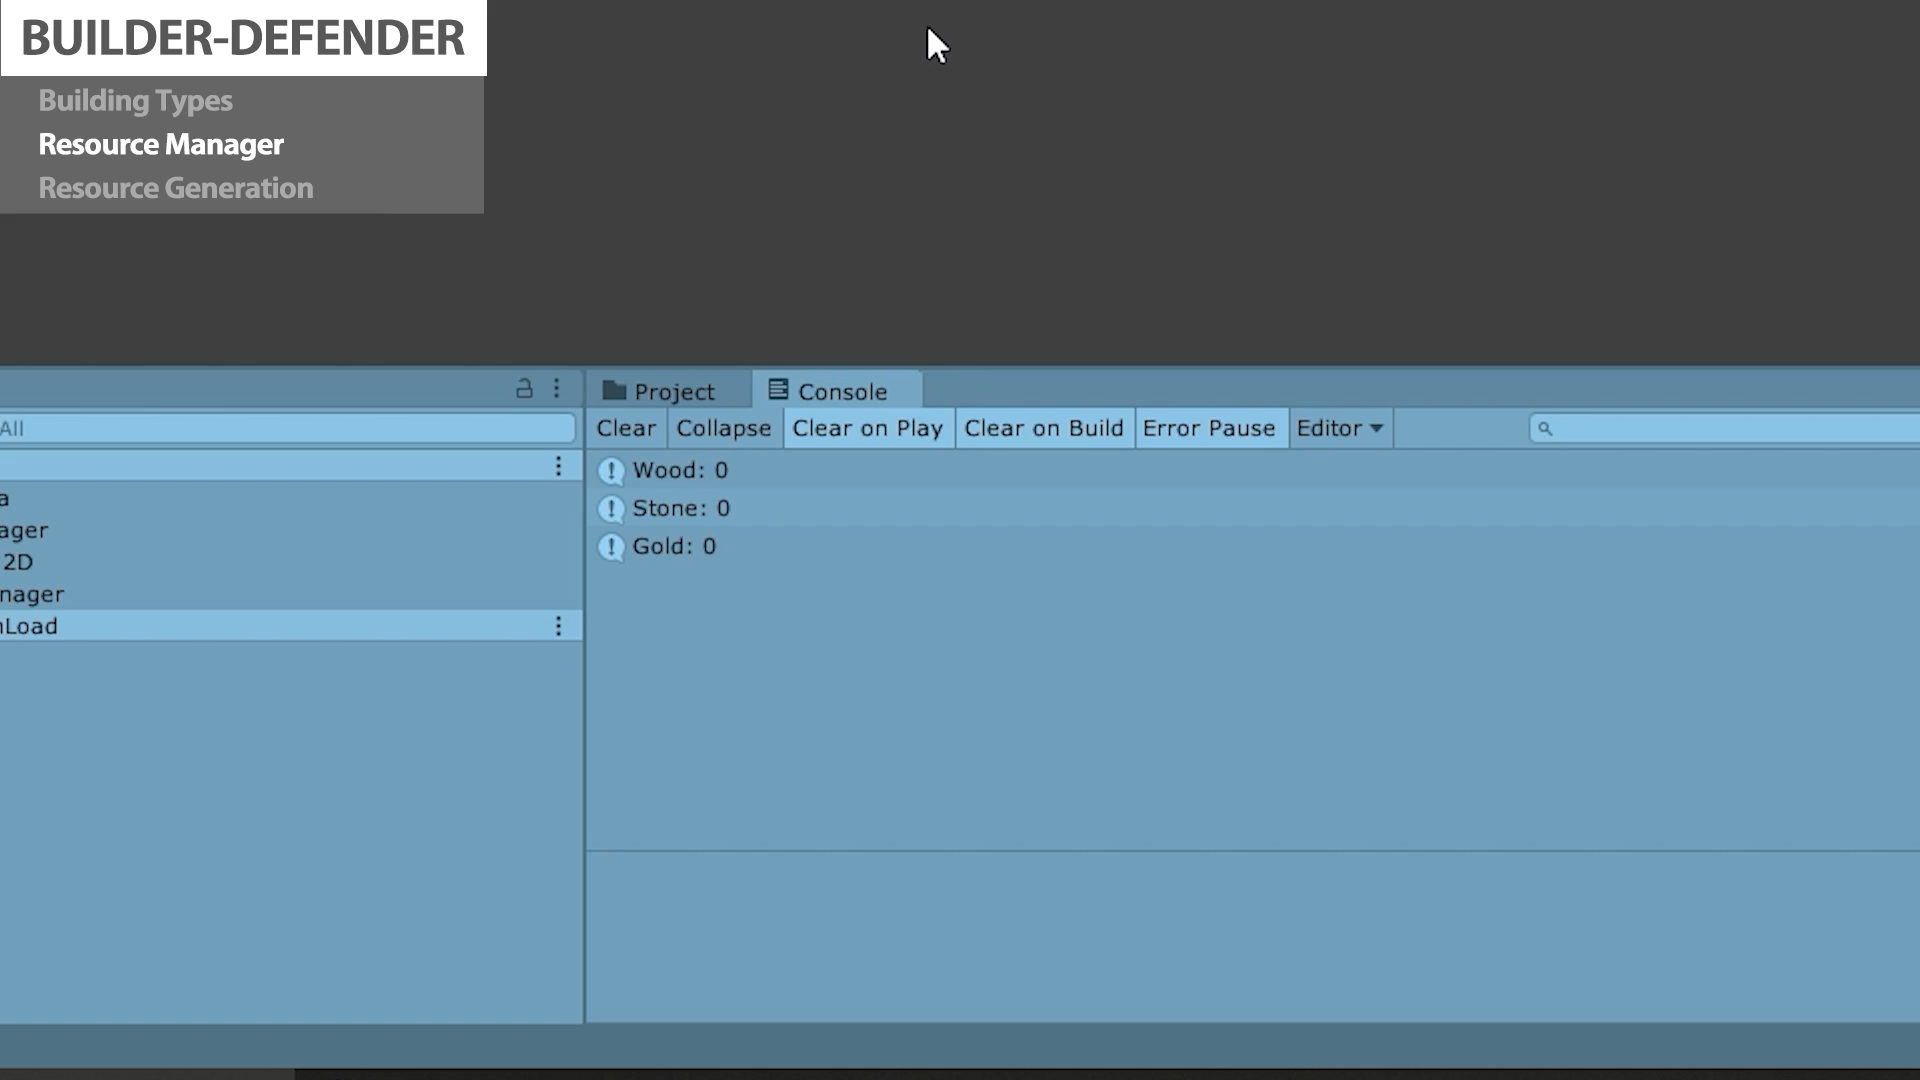 BUILDER-DEFENDER
Building Types
Resource Manager
Resource Generation
Project
Console
All
Clear
Collapse
Clear on Play
Clear on Build
Error Pause
Editor
Wood: 0
Stone: 0
Gold: 0
a
ager
2D
nager
nLoad